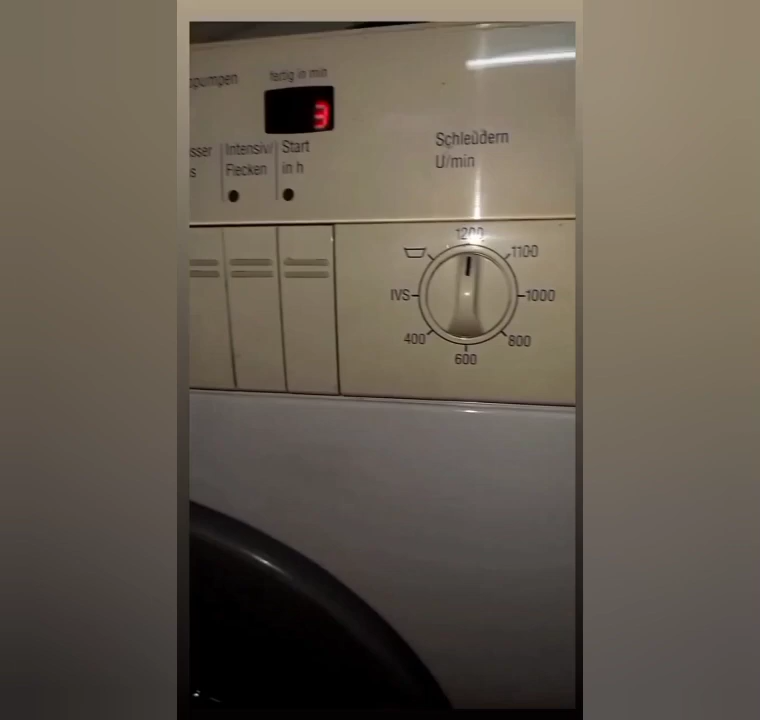 pumpen
fertig in min
3
sser
s
Intensiv/
Flecken
Start
in h
Schleudern
U/min
1200
1100
IVS
1000
400
800
600